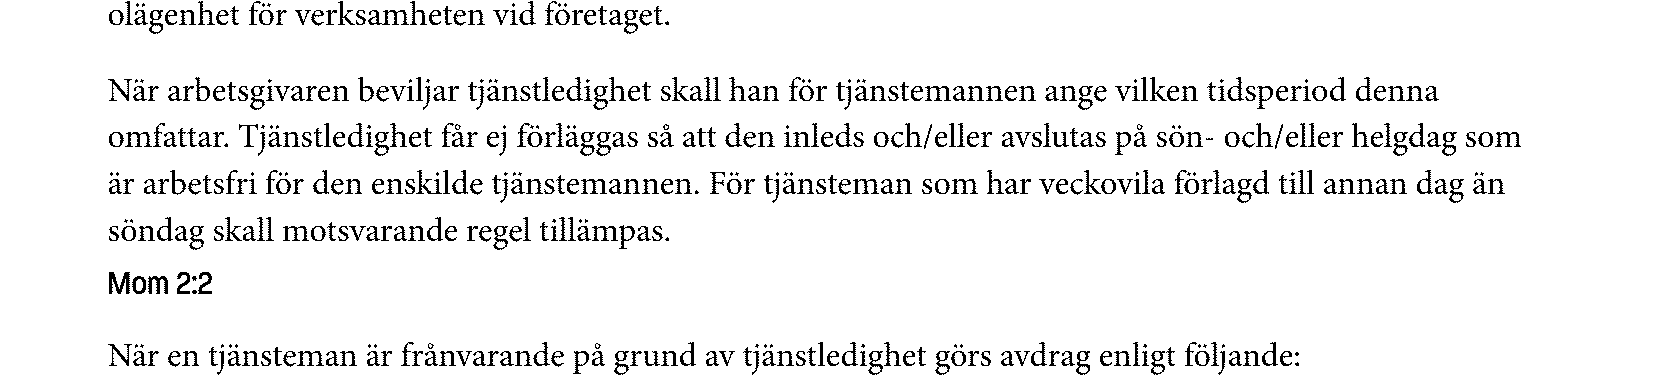 olägenhet för verksamheten vid företaget.
När arbetsgivaren beviljar tjänstledighet skall han för tjänstemannen ange vilken tidsperiod denna
omfattar. Tjänstledighet får ej förläggas så att den inleds och/eller avslutas på sön- och/eller helgdag som
är arbetsfri för den enskilde tjänstemannen. För tjänsteman som har veckovila förlagd till annan dag än
söndag skall motsvarande regel tillämpas.
Mom 2:2
När en tjänsteman är frånvarande på grund av tjänstledighet görs avdrag enligt följande: